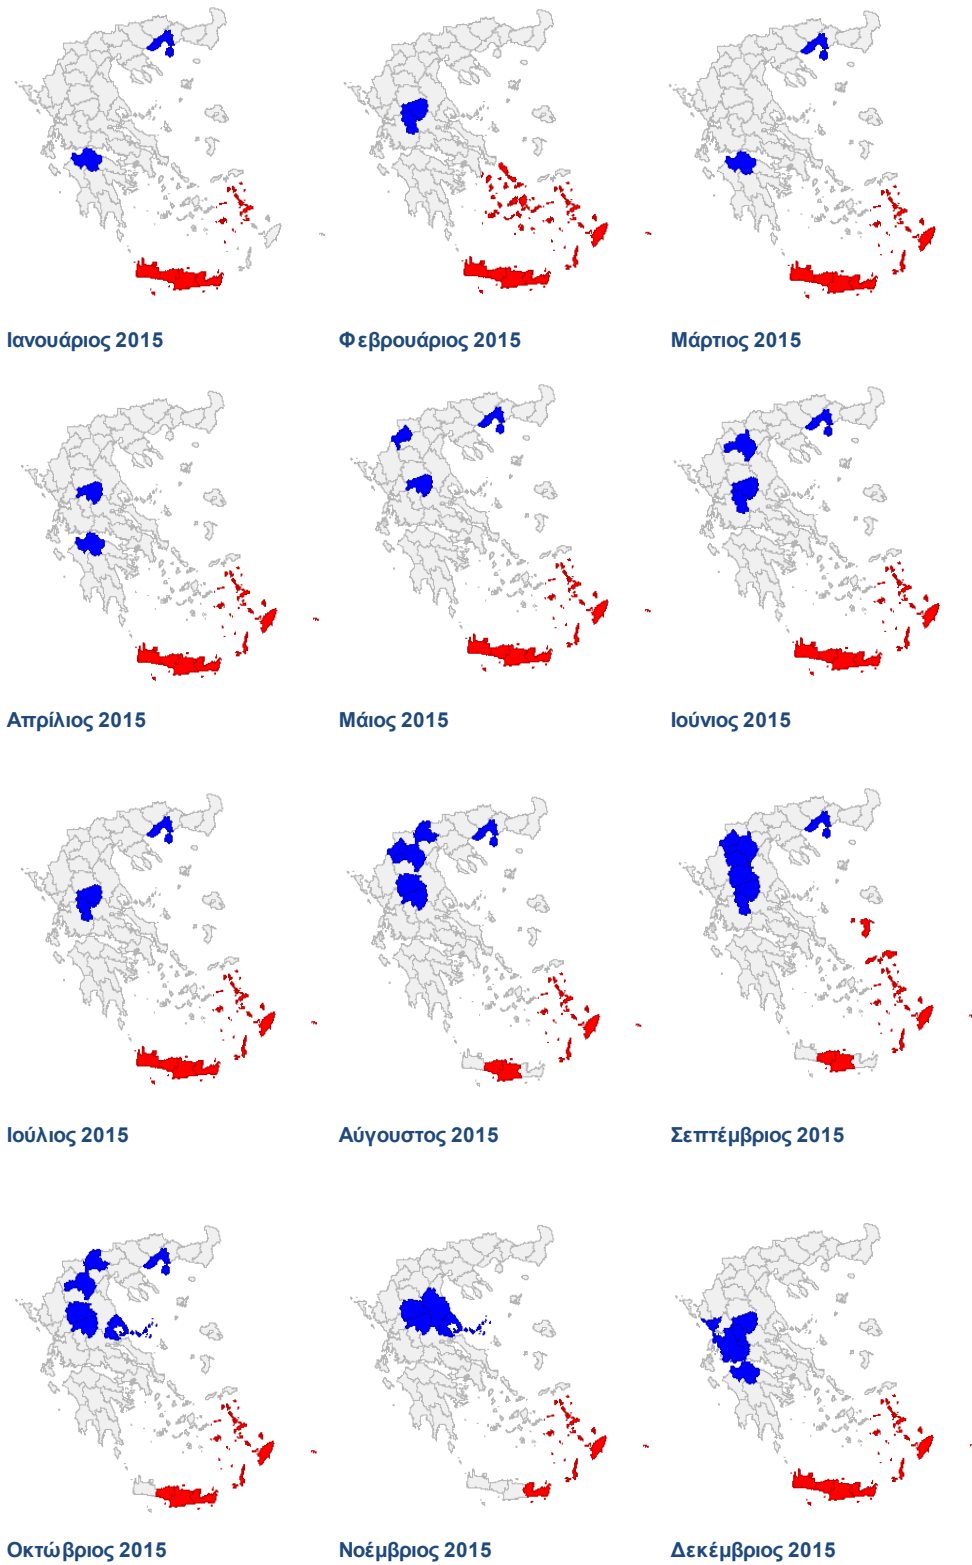 Ιανουάριος 2015
Φεβρουάριος 2015
Μάρτιος 2015
Απρίλιος 2015
Μάιος 2015
Ιούνιος 2015
Ιούλιος 2015
Αύγουστος 2015
Σεπτέμβριος 2015
Οκτώβριος 2015
Νοέμβριος 2015
Δεκέμβριος 2015